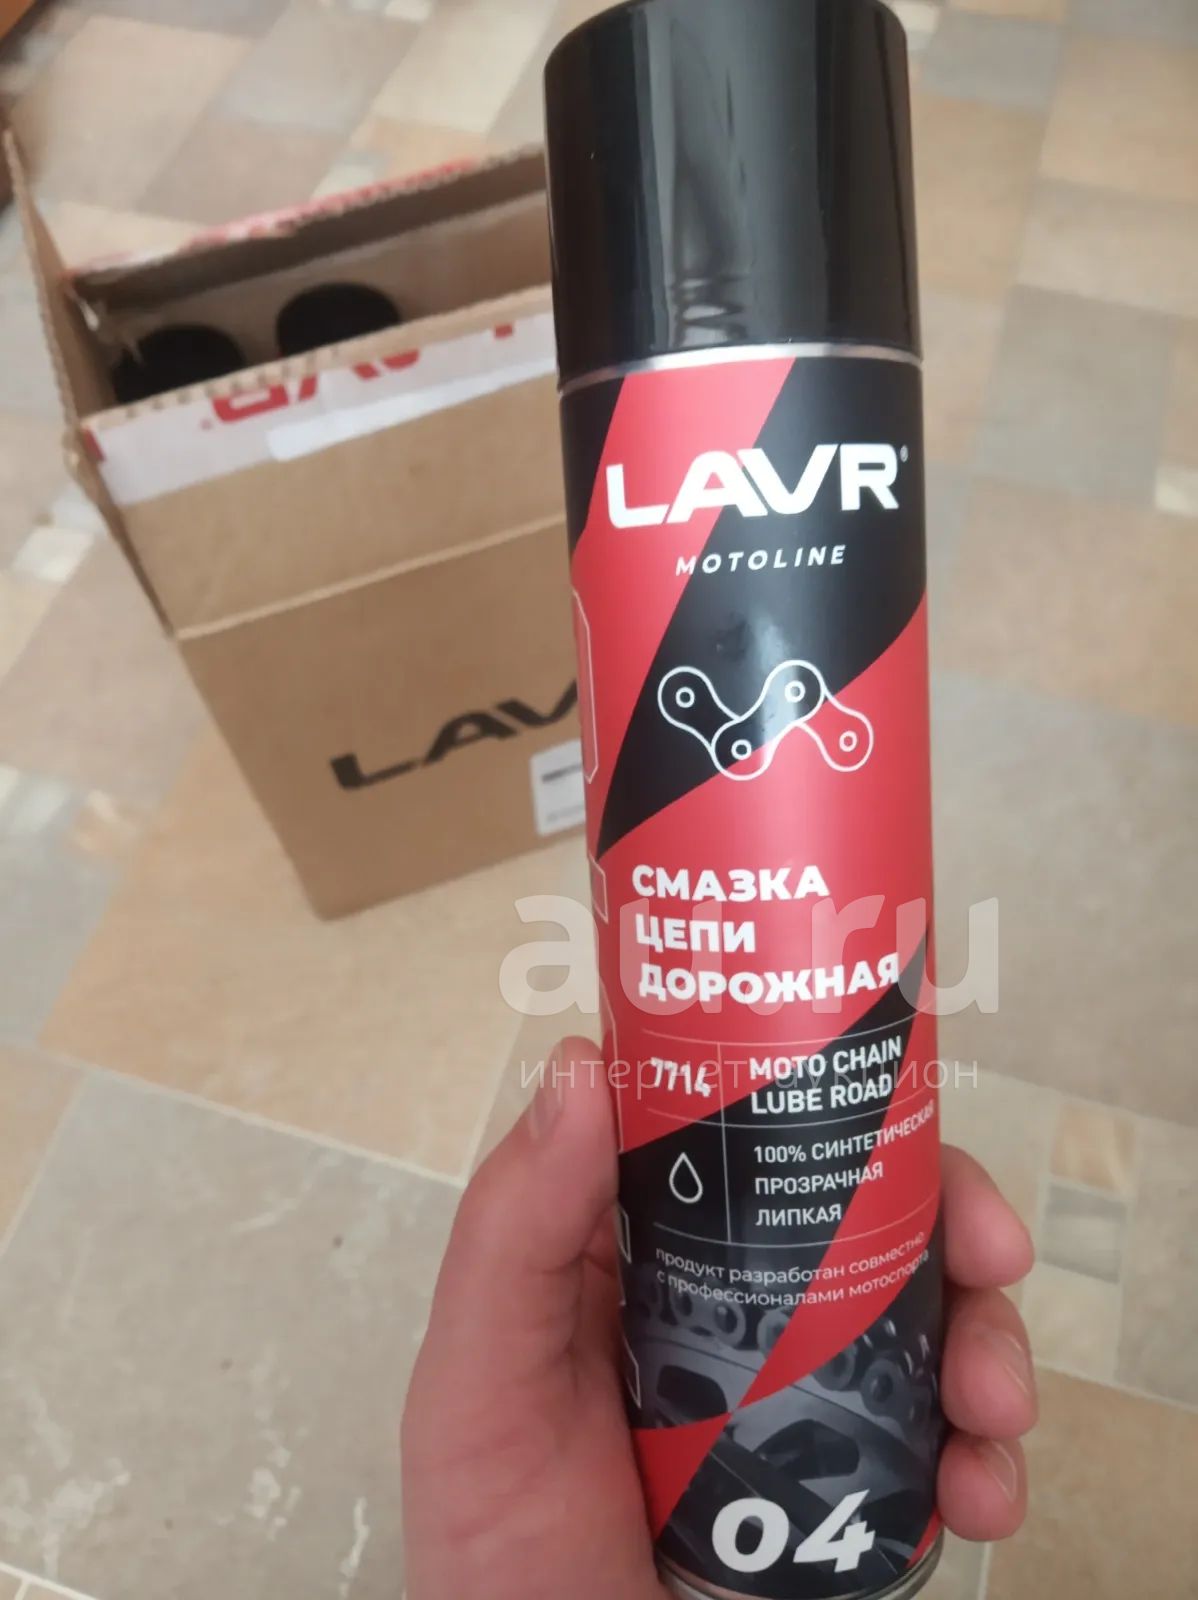 LAVR®
MOTOLINE
СМАЗКА
ЦЕПИ
ДОРОЖНАЯ
7714
MOTO CHAIN
LUBE ROAD
100% СИНТЕТИЧЕСКАЯ
ПРОЗРАЧНАЯ
ЛИПКАЯ
продукт разработан совместно
с профессионалами мотоспорта
04
LAV
LAVR
au.ru
интернет аукцион